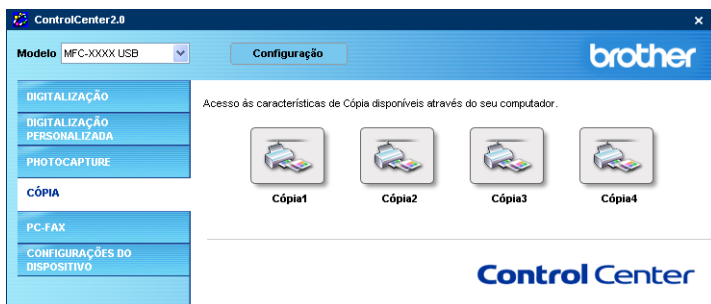 ControlCenter2.0
Modelo MFC-XXXX USB
Configuração
brother
DIGITALIZAÇÃO
DIGITALIZAÇÃO
PERSONALIZADA
PHOTOCAPTURE
CÓPIA
PC-FAX
CONFIGURAÇÕES DO
DISPOSITIVO
Acesso às características de Cópia disponíveis através do seu computador.
Cópia1 Cópia2 Cópia3 Cópia4
Control Center